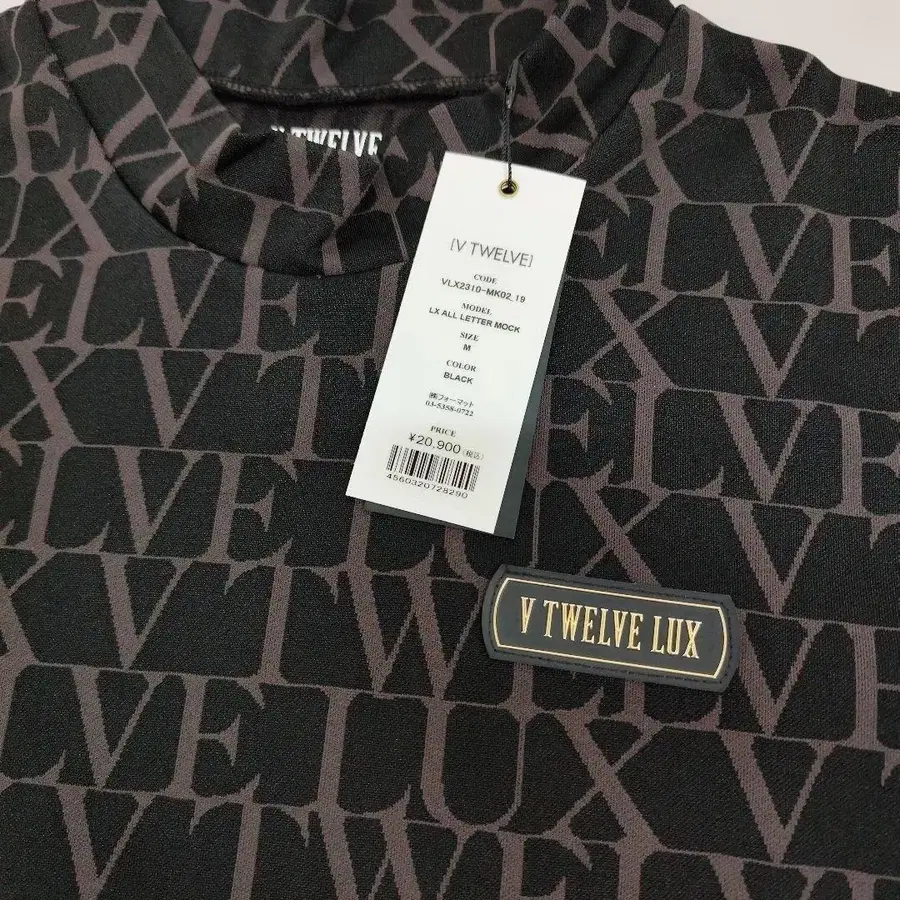 V TWELVE
[V TWELVE]
CODE
VLX2310-MK02_19
MODEL
LX ALL LETTER MOCK
SIZE
M
COLOR
BLACK
㈱フォーマット
03-5358-0722
PRICE
¥20,900(税込)
4560320728290
V TWELVE LUX